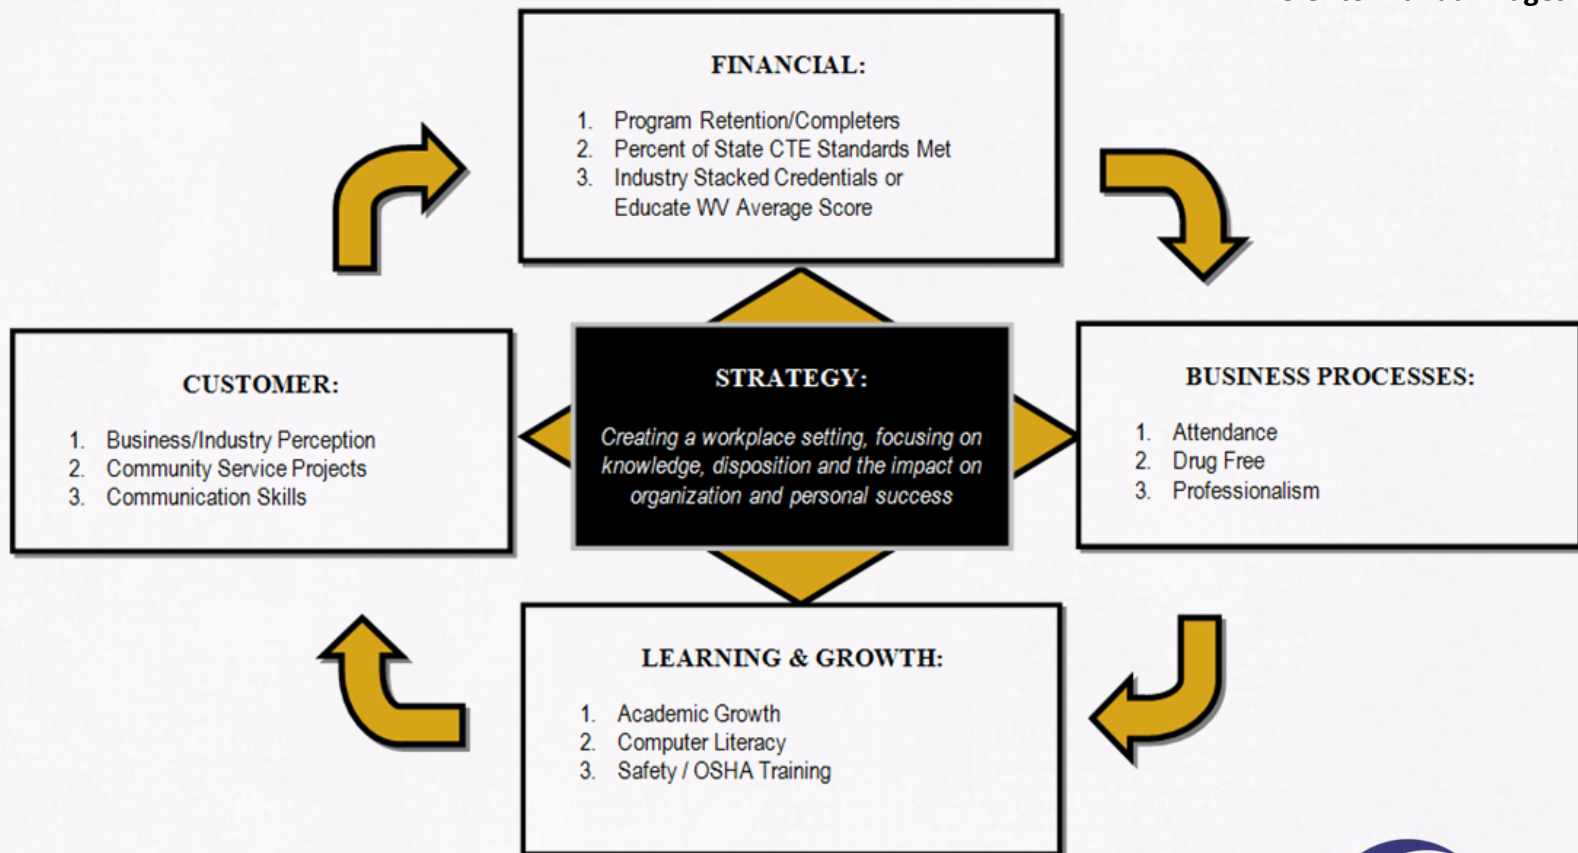 FINANCIAL:
1. Program Retention/Completers
2. Percent of State CTE Standards Met
3. Industry Stacked Credentials or
Educate WV Average Score
CUSTOMER:
1. Business/Industry Perception
2. Community Service Projects
3. Communication Skills
STRATEGY:
Creating a workplace setting, focusing on
knowledge, disposition and the impact on
organization and personal success
BUSINESS PROCESSES:
1. Attendance
2. Drug Free
3. Professionalism
LEARNING & GROWTH:
1. Academic Growth
2. Computer Literacy
3. Safety / OSHA Training